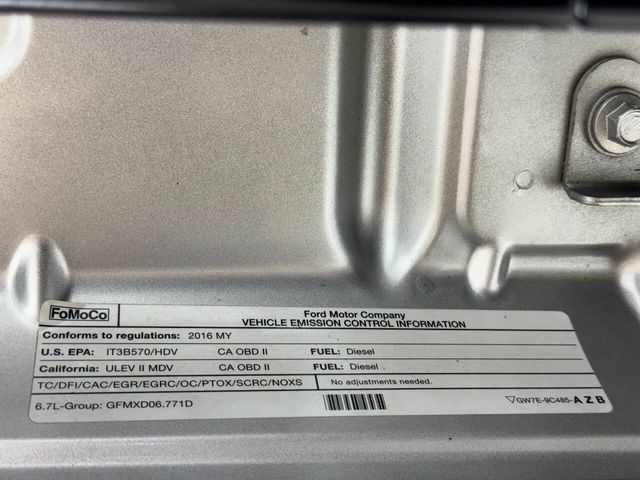 FoMoCo
Ford Motor Company
VEHICLE EMISSION CONTROL INFORMATION
Conforms to regulations: 2016 MY
U.S. EPA: IT3B570/HDV CA OBD II FUEL: Diesel
California: ULEV II MDV CA OBD II FUEL: Diesel
TC/DFI/CAC/EGR/EGRC/OC/PTOX/SCRC/NOXS No adjustments needed.
6.7L-Group: GFMXD06.771D ▽GW7E-9C485-AZB